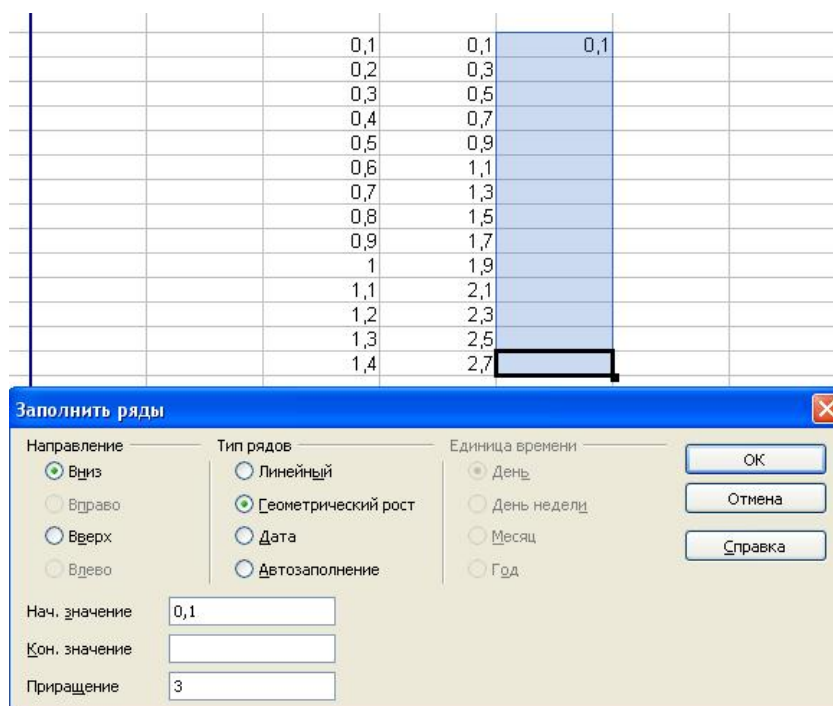 0,1 0,1 0,1
0,2 0,3
0,3 0,5
0,4 0,7
0,5 0,9
0,6 1,1
0,7 1,3
0,8 1,5
0,9 1,7
1 1,9
1,1 2,1
1,2 2,3
1,3 2,5
1,4 2,7
Заполнить ряды
Направление Тип рядов Единица времени
Вниз Линейный День ОК
Вправо Геометрический рост День недели Отмена
Вверх Дата Месяц Справка
Влево Автозаполнение Год
Нач. значение 0,1
Кон. значение
Приращение 3